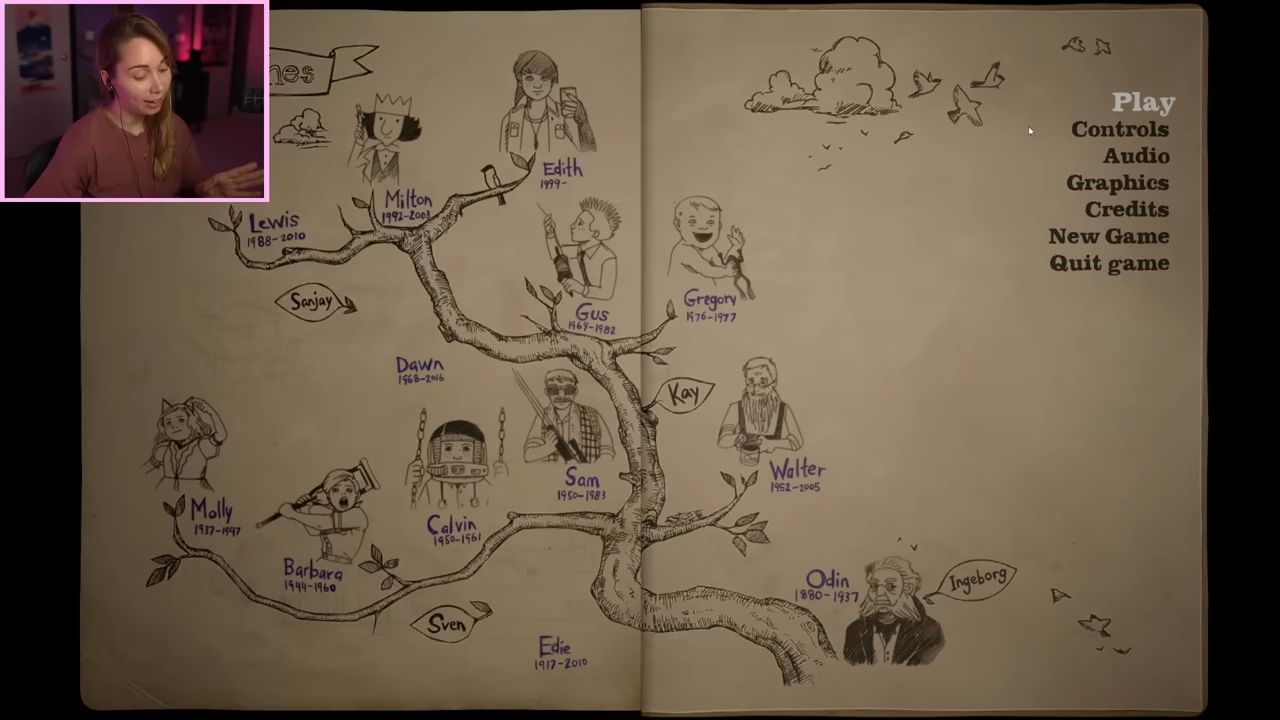 Edith
1999-
Milton
1992-2003
Lewis
1988-2010
Sanjay
Gus
1969-1982
Gregory
1976-1977
Dawn
1968-2016
Kay
Sam
1950-1983
Walter
1952-2005
Molly
1937-1947
Barbara
1944-1960
Calvin
1950-1961
Sven
Edie
1917-2010
Odin
1880-1937
Ingeborg
Play
Controls
Audio
Graphics
Credits
New Game
Quit game